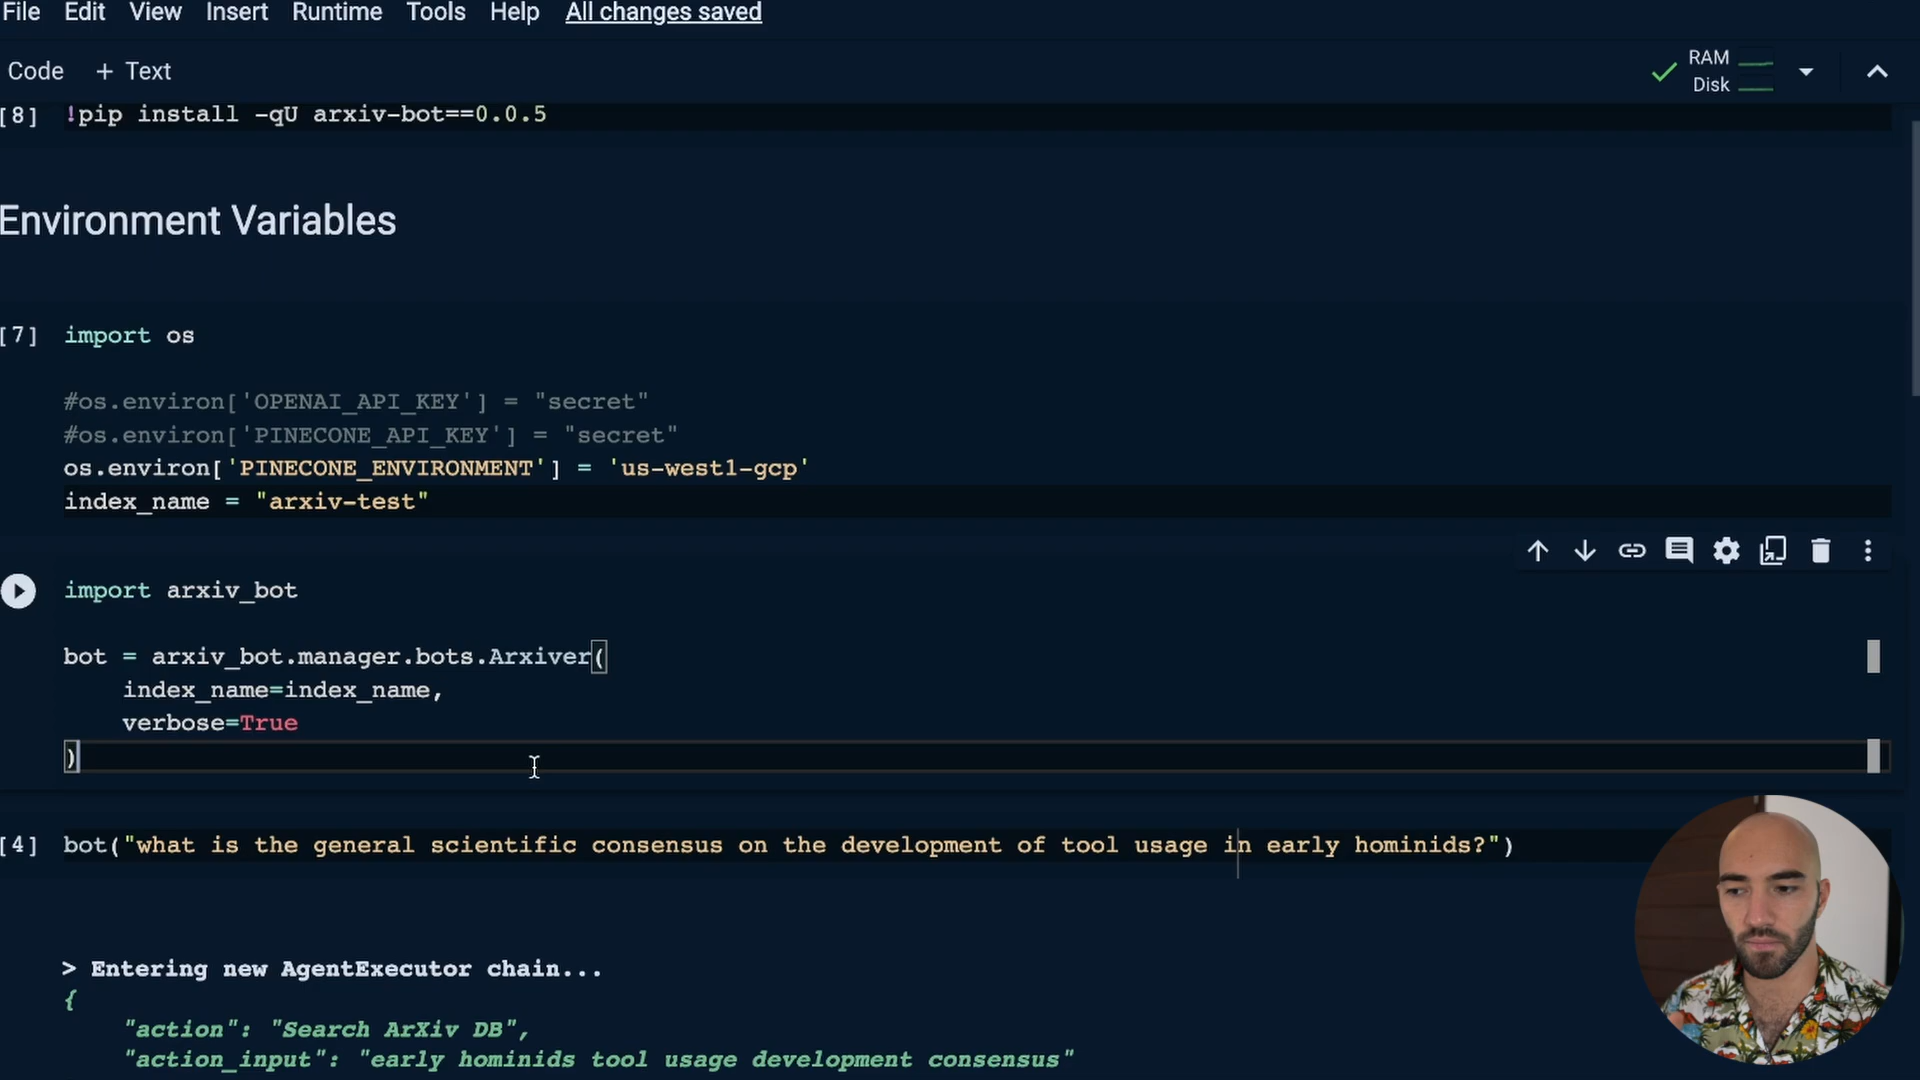 File Edit View Insert Runtime Tools Help All changes saved
Code + Text
RAM
Disk
[8] !pip install -qU arxiv-bot==0.0.5
Environment Variables
[7] import os
#os.environ['OPENAI_API_KEY'] = "secret"
#os.environ['PINECONE_API_KEY'] = "secret"
os.environ['PINECONE_ENVIRONMENT'] = 'us-west1-gcp'
index_name = "arxiv-test"
import arxiv_bot
bot = arxiv_bot.manager.bots.Arxiver(
index_name=index_name,
verbose=True
)
[4] bot("what is the general scientific consensus on the development of tool usage in early hominids?")
> Entering new AgentExecutor chain...
{
"action": "Search ArXiv DB",
"action_input": "early hominids tool usage development consensus"